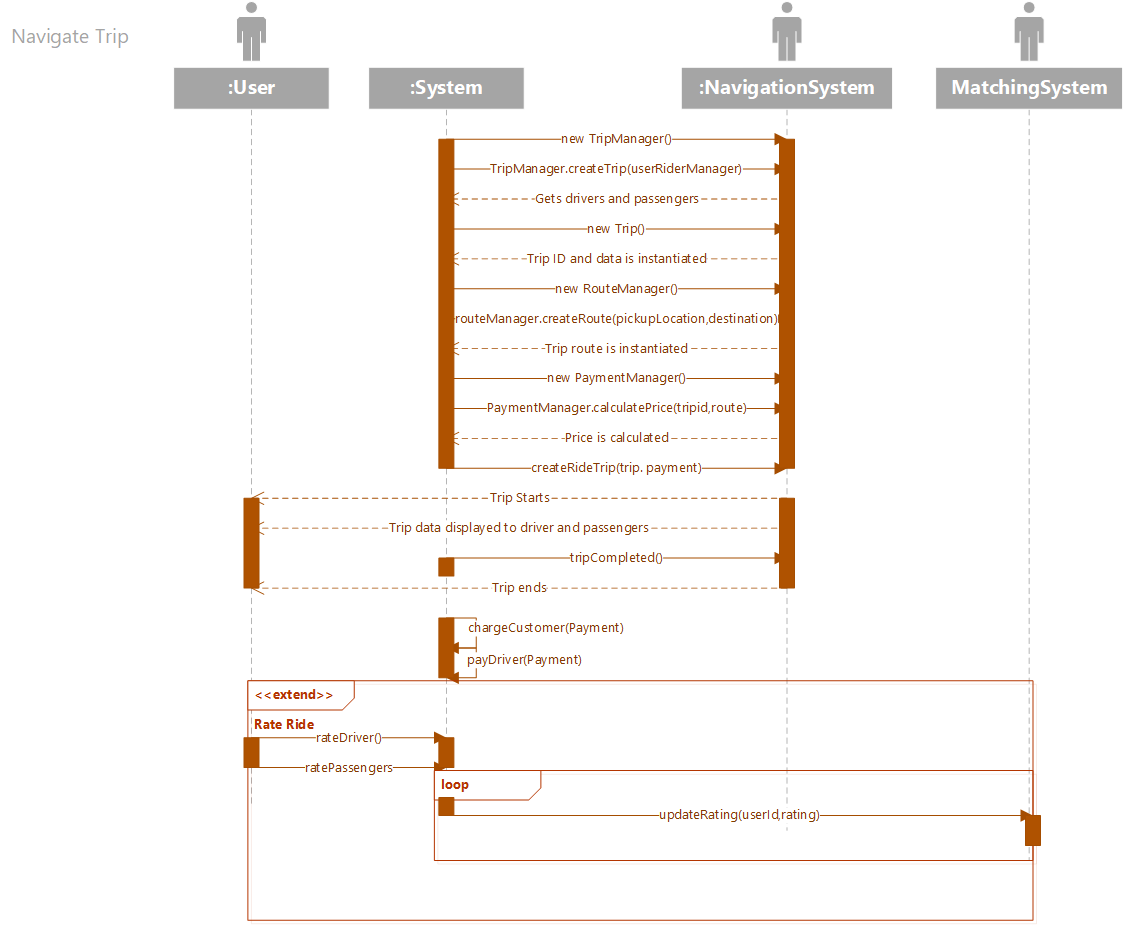 Navigate Trip
:User
:System
:NavigationSystem
MatchingSystem
new TripManager()
TripManager.createTrip(userRiderManager)
Gets drivers and passengers
new Trip()
Trip ID and data is instantiated
new RouteManager()
routeManager.createRoute(pickupLocation,destination)
Trip route is instantiated
new PaymentManager()
PaymentManager.calculatePrice(tripid,route)
Price is calculated
createRideTrip(trip. payment)
Trip Starts
Trip data displayed to driver and passengers
tripCompleted()
Trip ends
chargeCustomer(Payment)
payDriver(Payment)
<<extend>>
Rate Ride
rateDriver()
ratePassengers
loop
updateRating(userId,rating)